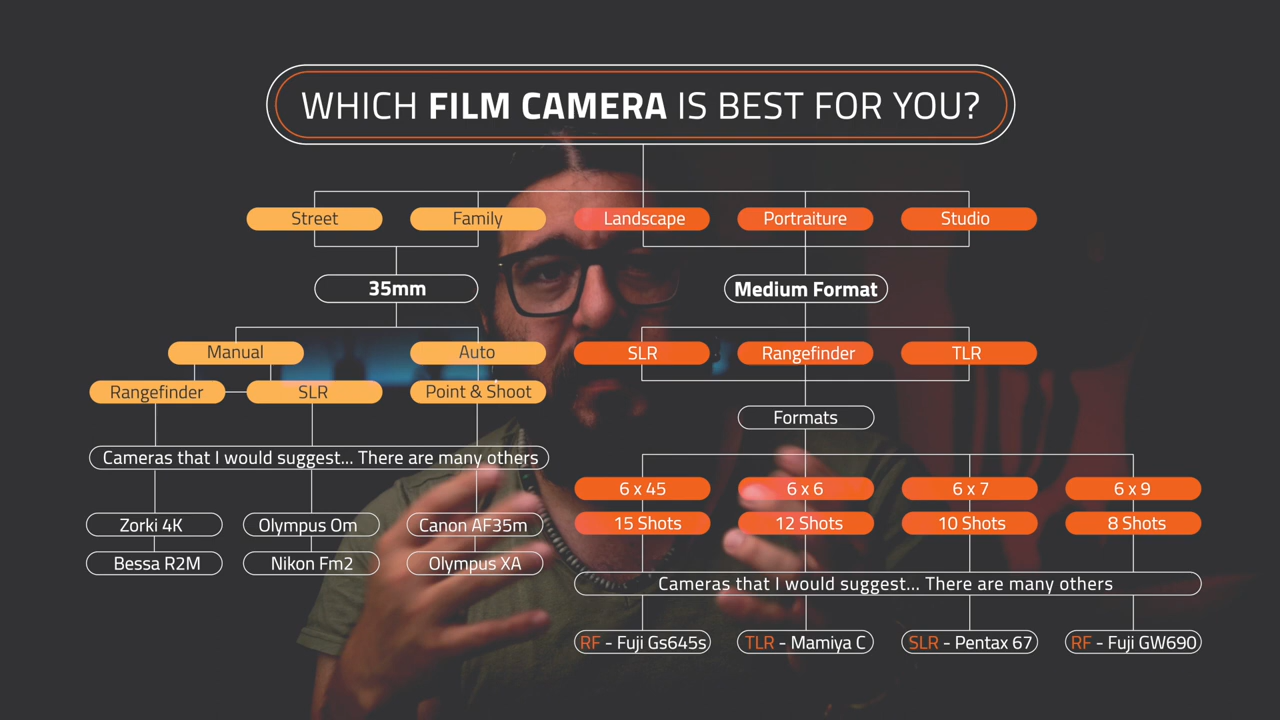 WHICH FILM CAMERA IS BEST FOR YOU?
Street
Family
Landscape
Portraiture
Studio
35mm
Medium Format
Manual
Auto
SLR
Rangefinder
TLR
Rangefinder
SLR
Point & Shoot
Formats
Cameras that I would suggest... There are many others
6 x 45
6 x 6
6 x 7
6 x 9
15 Shots
12 Shots
10 Shots
8 Shots
Zorki 4K
Olympus Om
Canon AF35m
Bessa R2M
Nikon Fm2
Olympus XA
Cameras that I would suggest... There are many others
RF - Fuji Gs645s
TLR - Mamiya C
SLR - Pentax 67
RF - Fuji GW690